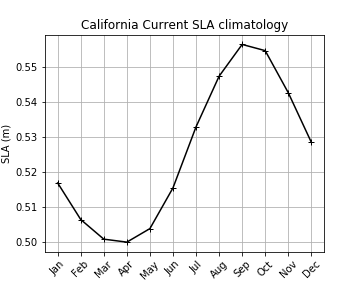 California Current SLA climatology
SLA (m)
0.55
0.54
0.53
0.52
0.51
0.50
Jan
Feb
Mar
Apr
May
Jun
Jul
Aug
Sep
Oct
Nov
Dec